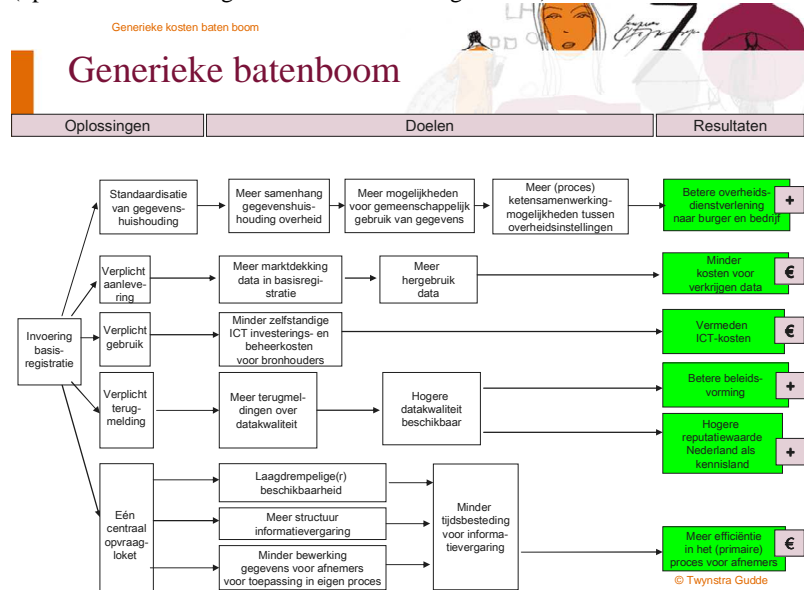 Generieke kosten baten boom
Generieke batenboom
Oplossingen
Doelen
Resultaten
Standaardisatie
van gegevens-
huishouding
Meer samenhang
gegevenshuis-
houding overheid
Meer mogelijkheden
voor gemeenschappelijk
gebruik van gegevens
Meer (proces)
ketensamenwerking-
mogelijkheden tussen
overheidsinstellingen
Betere overheids-
dienstverlening
naar burger en bedrijf
+
Verplicht
aanleve-
ring
Meer marktdekking
data in basisregi-
stratie
Meer
hergebruik
data
Minder
kosten voor
verkrijgen data
€
Invoering
basis-
registratie
Verplicht
gebruik
Minder zelfstandige
ICT investerings- en
beheerkosten
voor bronhouders
Vermeden
ICT-kosten
€
Verplicht
terug-
melding
Meer terugmel-
dingen over
datakwaliteit
Hogere
datakwaliteit
beschikbaar
Betere beleids-
vorming
+
Hogere
reputatiewaarde
Nederland als
kennisland
+
Eén
centraal
opvraag-
loket
Laagdrempelige(r)
beschikbaarheid
Meer structuur
informatievergaring
Minder bewerking
gegevens voor afnemers
voor toepassing in eigen proces
Minder
tijdsbesteding
voor informa-
tievergaring
Meer efficiëntie
in het (primaire)
proces voor afnemers
€
© Twynstra Gudde